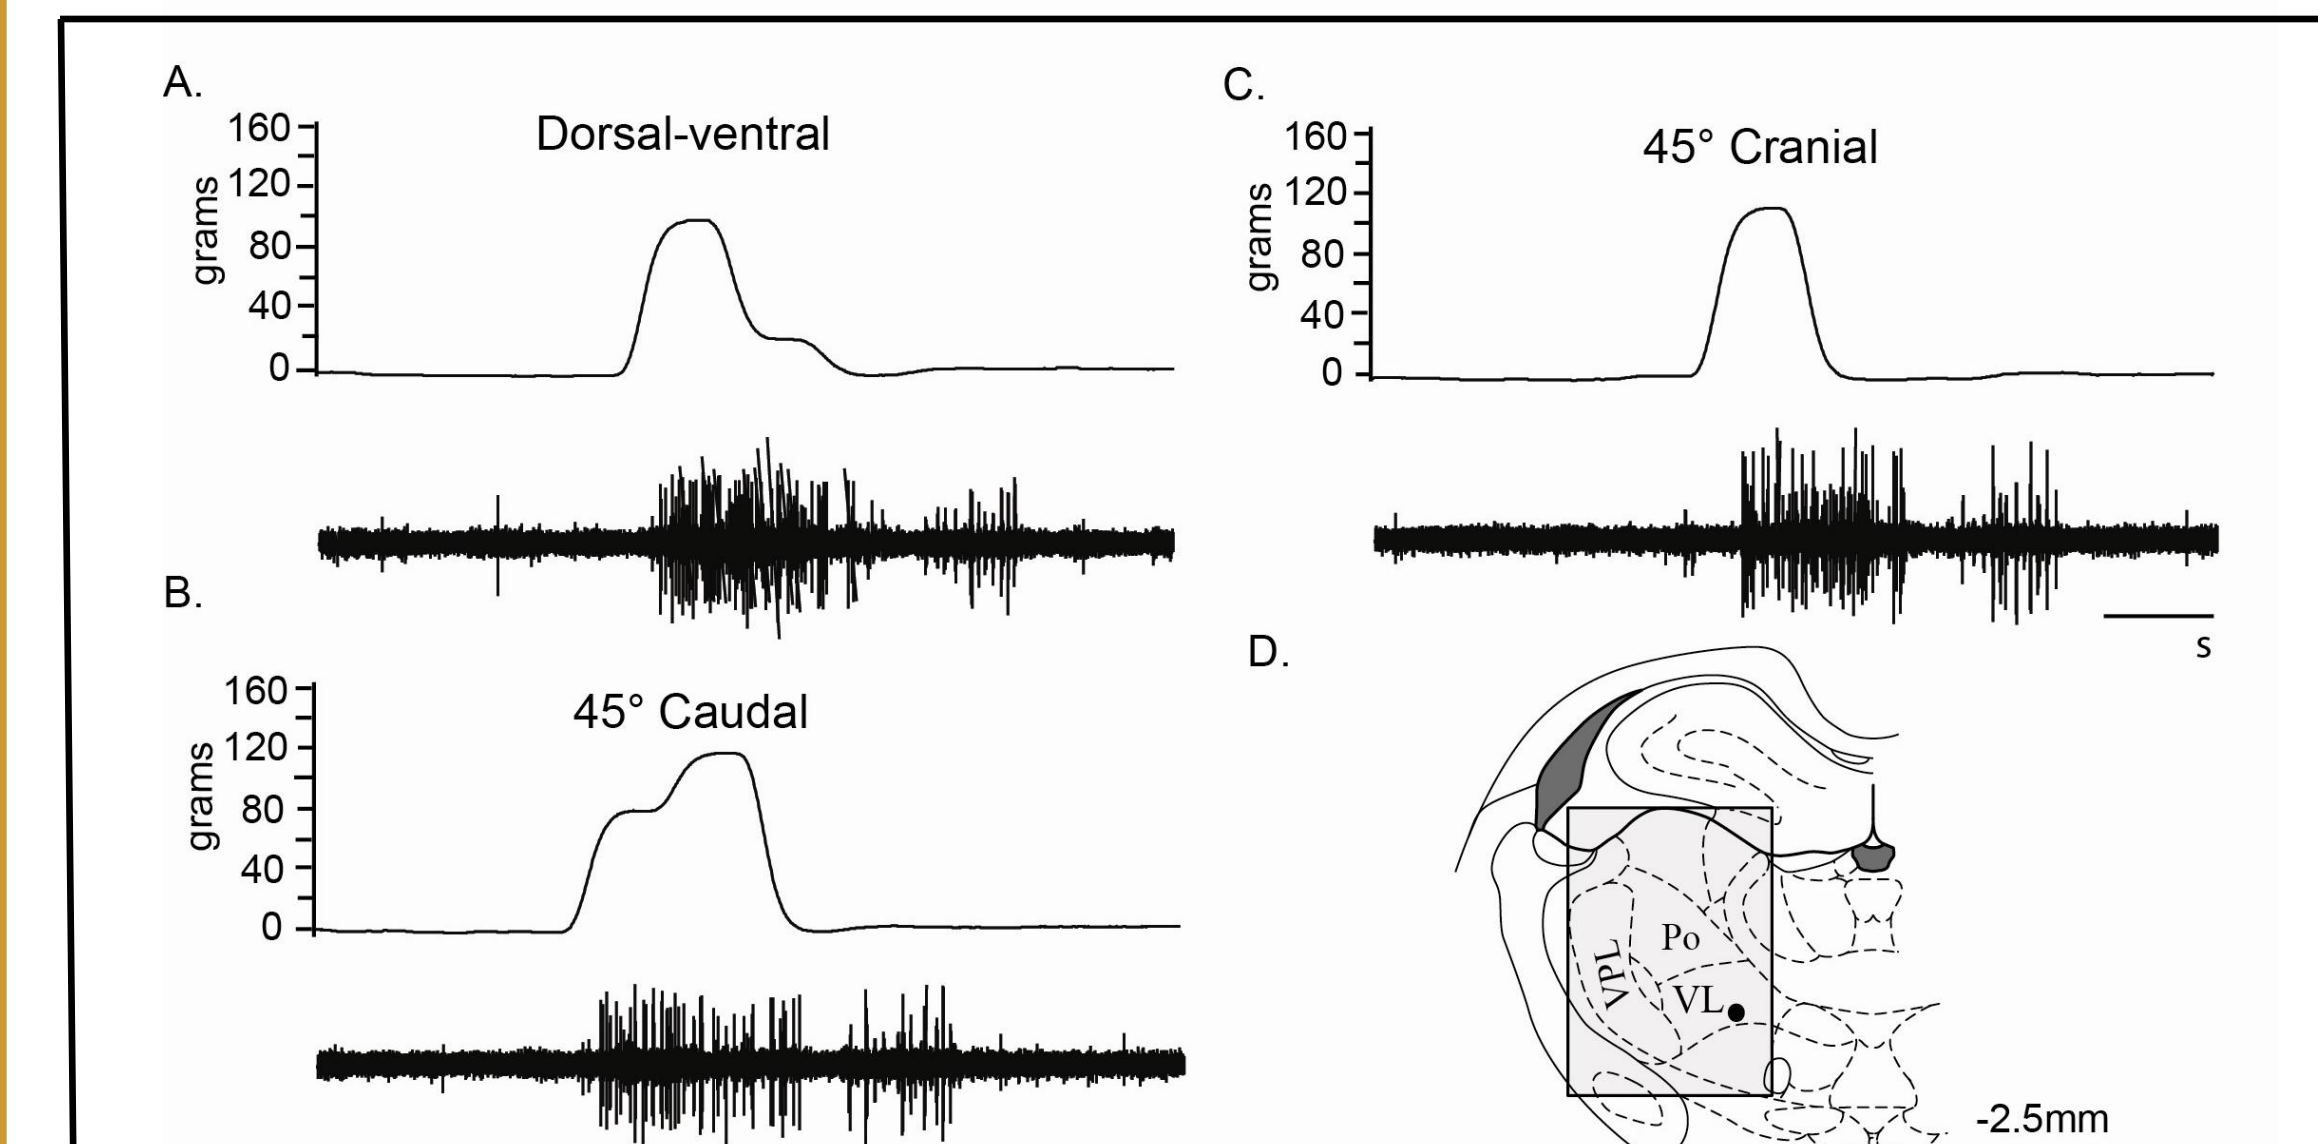 A.
Dorsal-ventral
grams
160
120
80
40
0
B.
45° Caudal
grams
160
120
80
40
0
C.
45° Cranial
grams
160
120
80
40
0
s
D.
Po
VPL
VL
-2.5mm